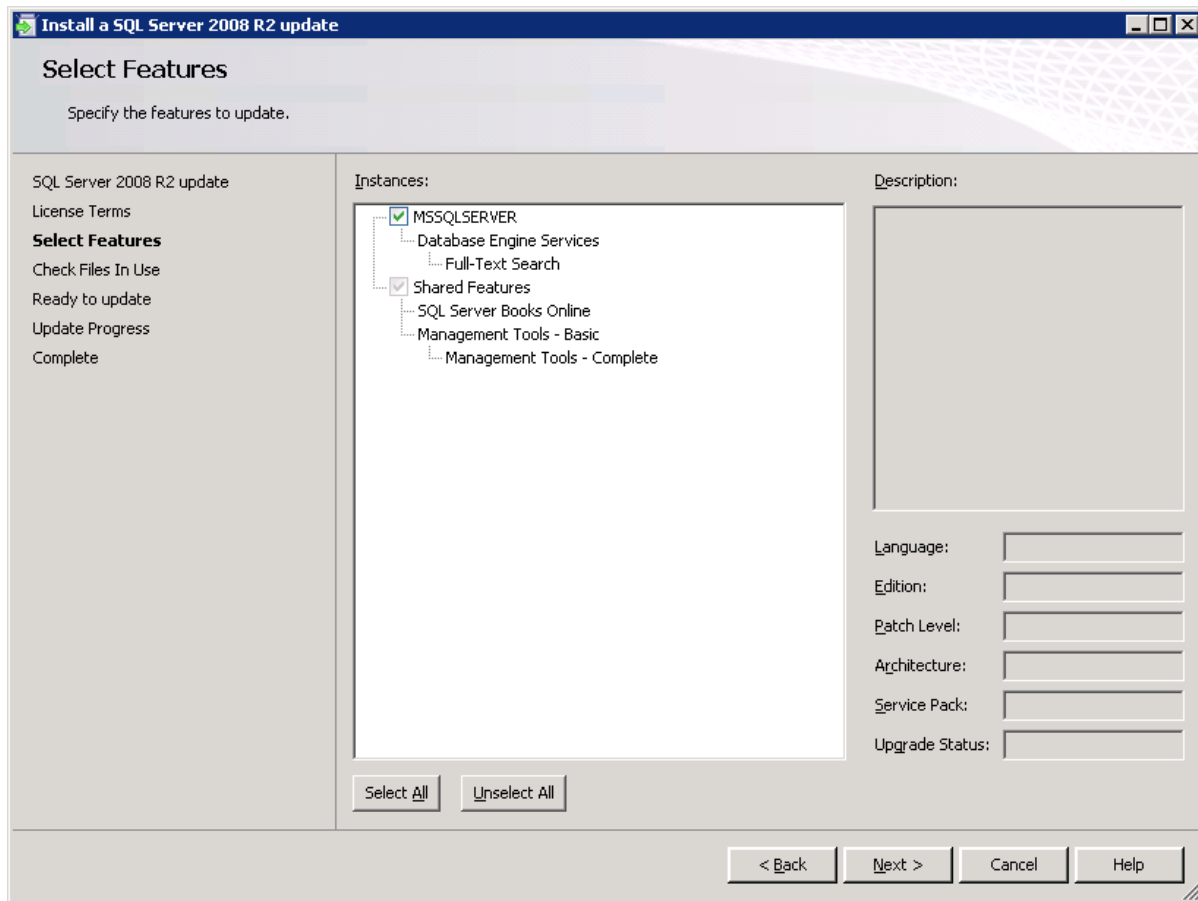 Install a SQL Server 2008 R2 update
Select Features
Specify the features to update.
SQL Server 2008 R2 update
License Terms
Select Features
Check Files In Use
Ready to update
Update Progress
Complete
Instances:
MSSQLSERVER
Database Engine Services
Full-Text Search
Shared Features
SQL Server Books Online
Management Tools - Basic
Management Tools - Complete
Select All
Unselect All
Description:
Language:
Edition:
Patch Level:
Architecture:
Service Pack:
Upgrade Status:
< Back
Next >
Cancel
Help